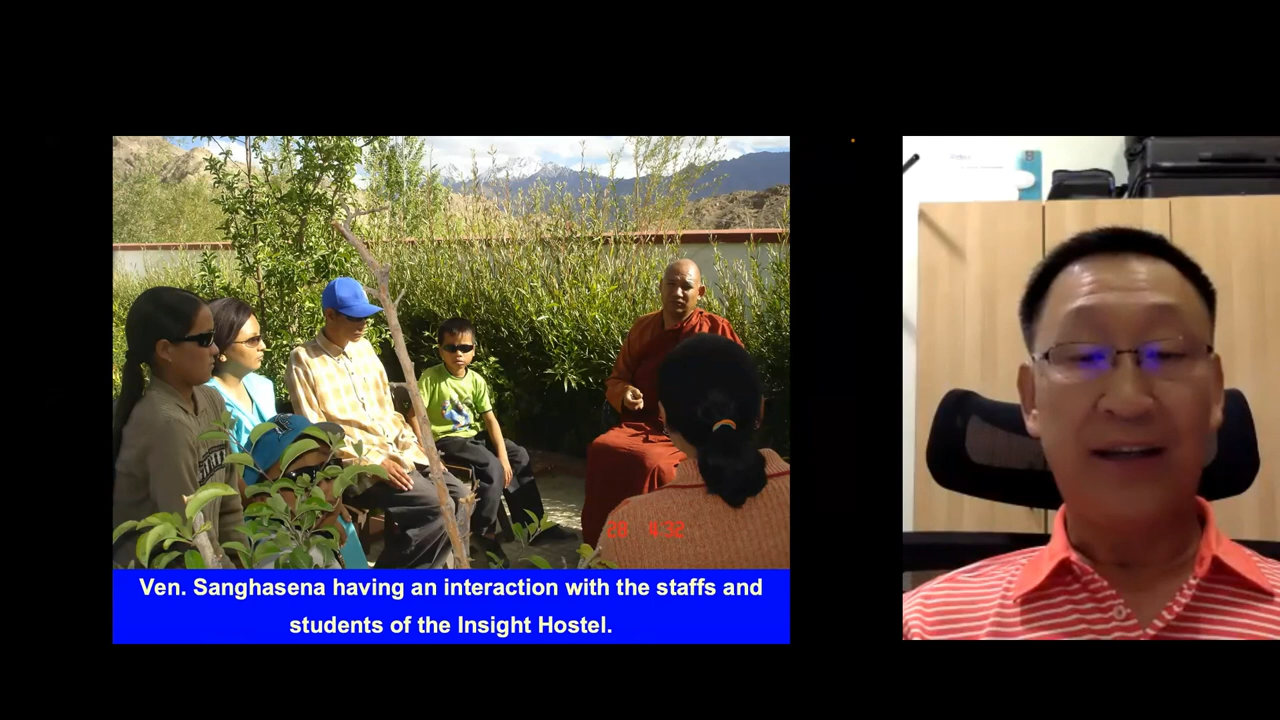 28 4:32
Ven. Sanghasena having an interaction with the staffs and
students of the Insight Hostel.